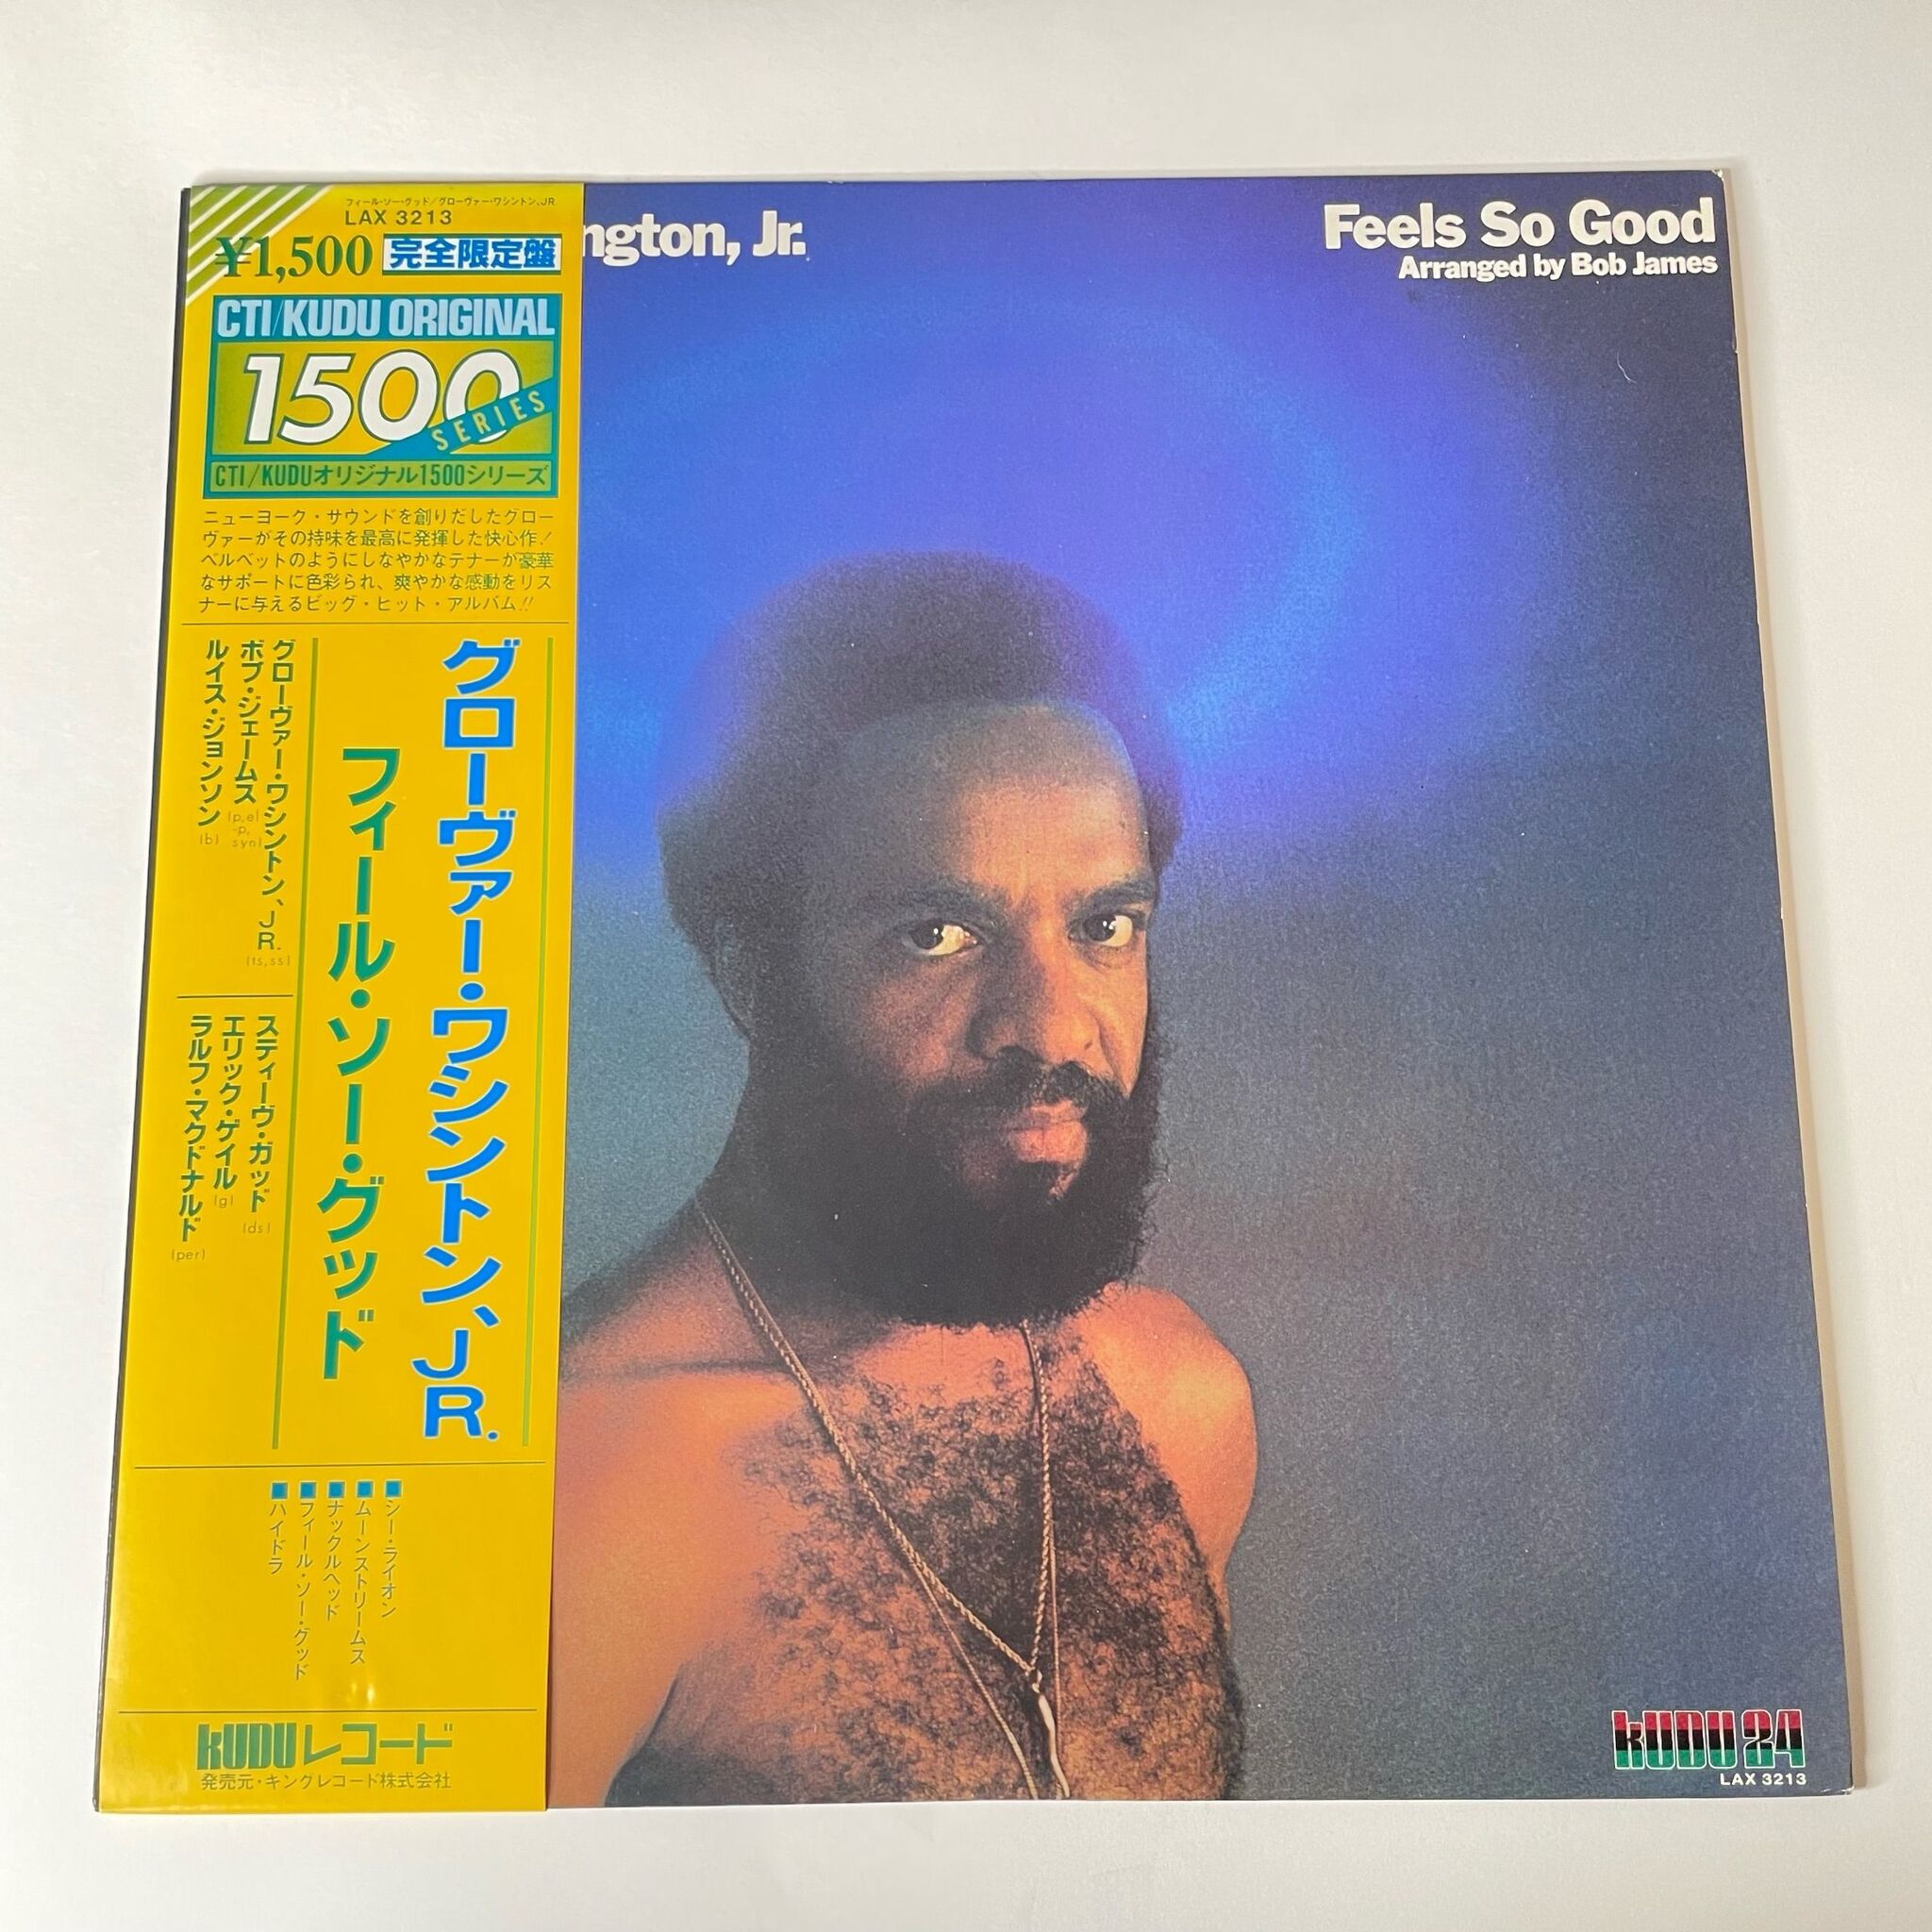 フィール・ソー・グッド／グローヴァー・ワシントン、JR.
LAX 3213
¥1,500 完全限定盤
CTI/KUDU ORIGINAL
1500
SERIES
CTI/KUDUオリジナル1500シリーズ
ニューヨーク・サウンドを創りだしたグロー
ヴァーがその持味を最高に発揮した快心作！
ベルベットのようにしなやかなテナーが豪華
なサポートに色彩られ、爽やかな感動をリス
ナーに与えるビッグ・ヒット・アルバム!!
グローヴァー・ワシントン、JR.
フィール・ソー・グッド
グローヴァー・ワシントン、JR. (ts,ss)
ボブ・ジェームス (p,el-p,syn)
ルイス・ジョンソン (b)
スティーヴ・ガッド (ds)
エリック・ゲイル (g)
ラルフ・マクドナルド (per)
■シー・ライオン
■ムーンストリームス
■ナックルヘッド
■フィール・ソー・グッド
■ハイドラ
KUDUレコード
発売元・キングレコード株式会社
ngton, Jr.
Feels So Good
Arranged by Bob James
KUDU 24
LAX 3213